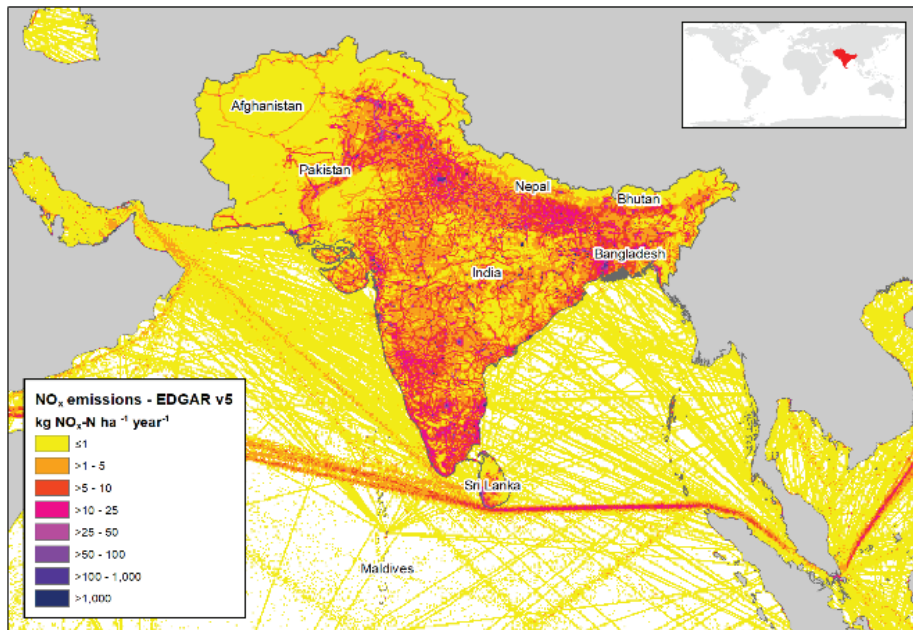 Afghanistan
Pakistan
Nepal
Bhutan
Bangladesh
India
Sri Lanka
Maldives
NOx emissions - EDGAR v5
kg NOx-N ha -1 year-1
≤1
>1 - 5
>5 - 10
>10 - 25
>25 - 50
>50 - 100
>100 - 1,000
>1,000